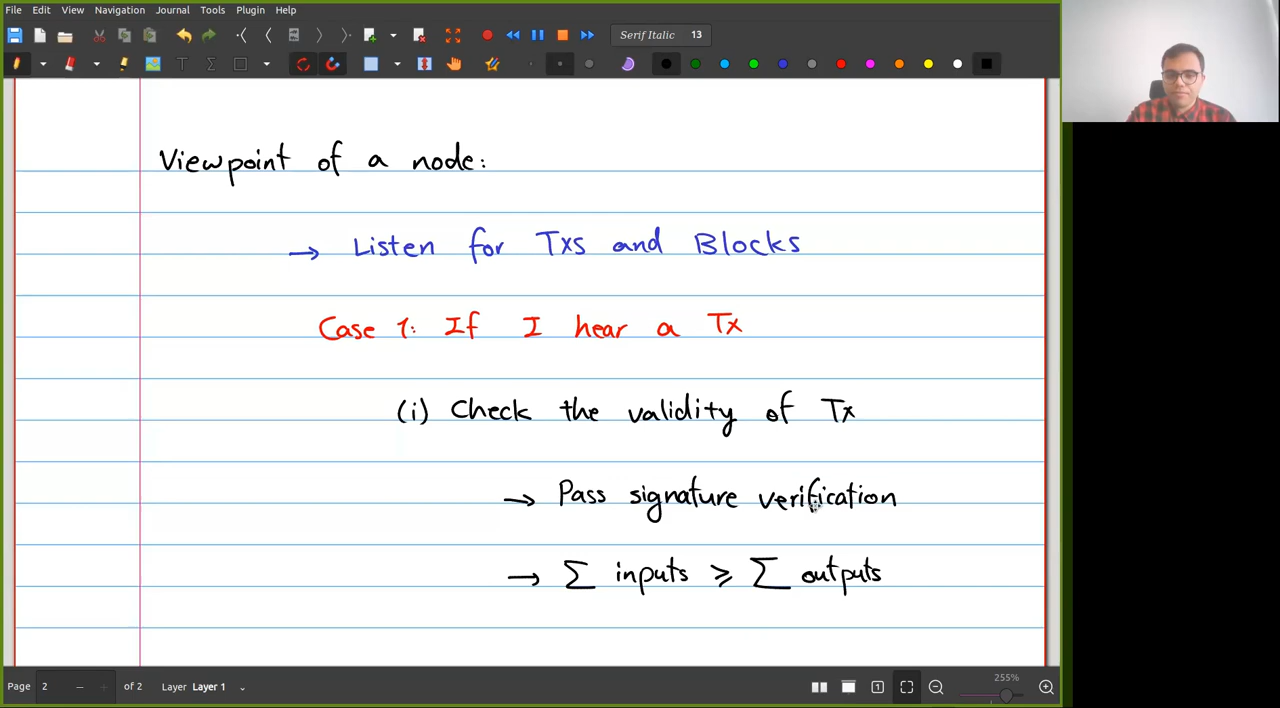 File Edit View Navigation Journal Tools Plugin Help
Serif Italic 13
Viewpoint of a node:
→ Listen for Txs and Blocks
Case 1: If I hear a Tx
(i) Check the validity of Tx
→ Pass signature verification
→ ∑ inputs ⩾ ∑ outputs
Page 2 − + of 2 Layer Layer 1 255%